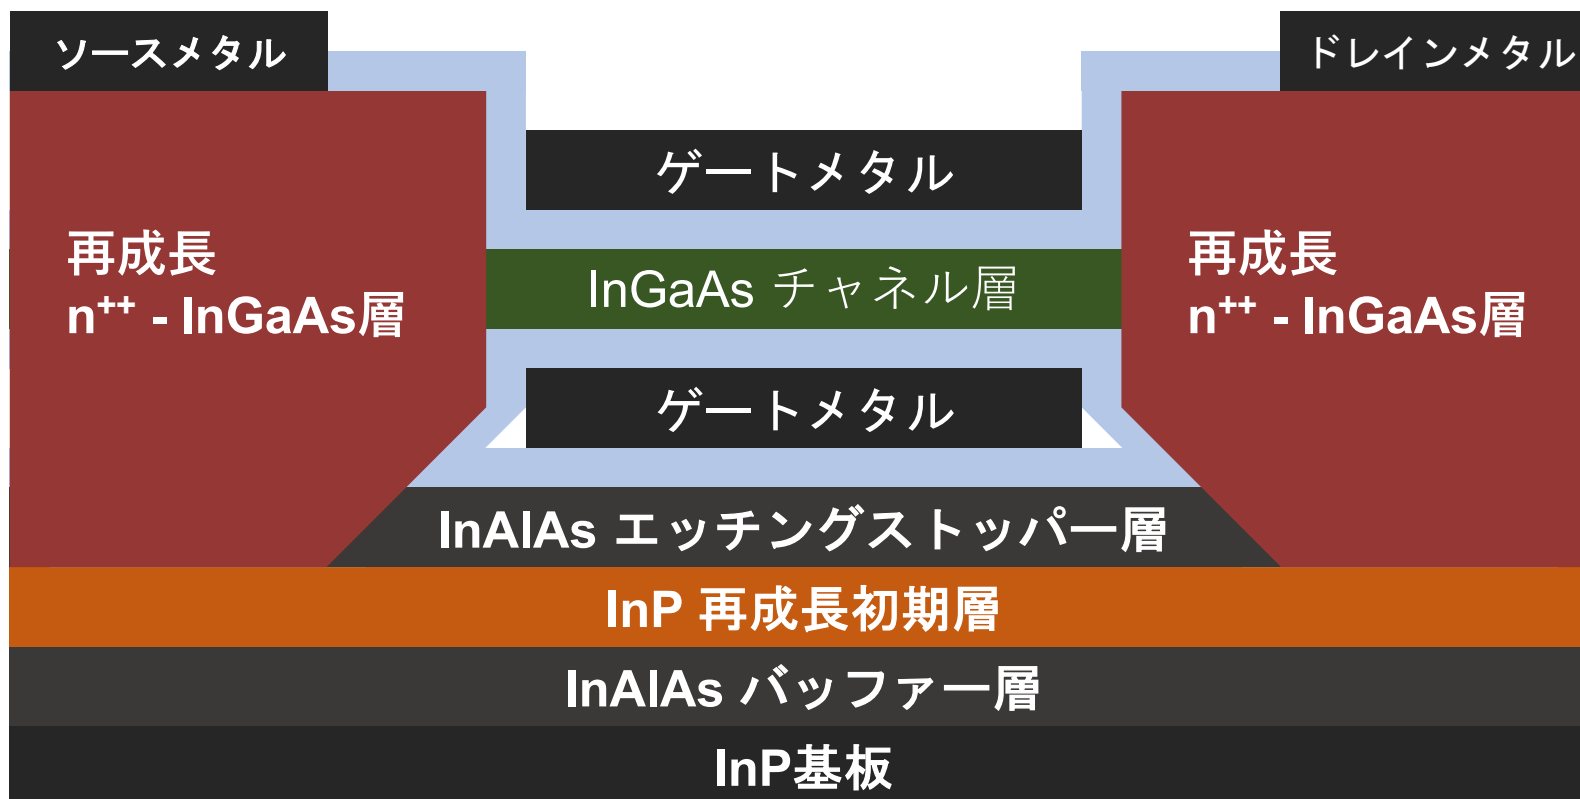 ソースメタル
ドレインメタル
ゲートメタル
再成長
n⁺⁺ - InGaAs層
InGaAs チャネル層
再成長
n⁺⁺ - InGaAs層
ゲートメタル
InAlAs エッチングストッパー層
InP 再成長初期層
InAlAs バッファー層
InP基板